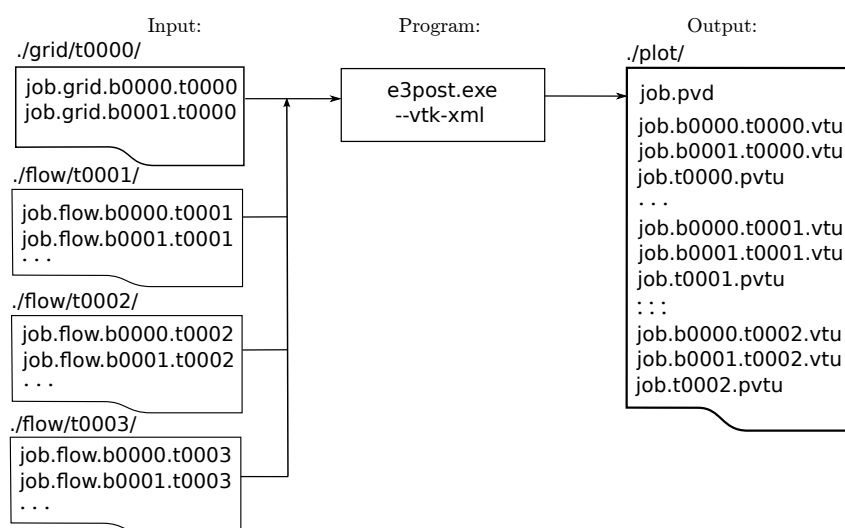 Input:
Program:
Output:
./grid/t0000/
job.grid.b0000.t0000
job.grid.b0001.t0000
./flow/t0001/
job.flow.b0000.t0001
job.flow.b0001.t0001
...
./flow/t0002/
job.flow.b0000.t0002
job.flow.b0001.t0002
...
./flow/t0003/
job.flow.b0000.t0003
job.flow.b0001.t0003
...
e3post.exe
--vtk-xml
./plot/
job.pvd
job.b0000.t0000.vtu
job.b0001.t0000.vtu
job.t0000.pvtu
...
job.b0000.t0001.vtu
job.b0001.t0001.vtu
job.t0001.pvtu
:::
job.b0000.t0002.vtu
job.b0001.t0002.vtu
job.t0002.pvtu